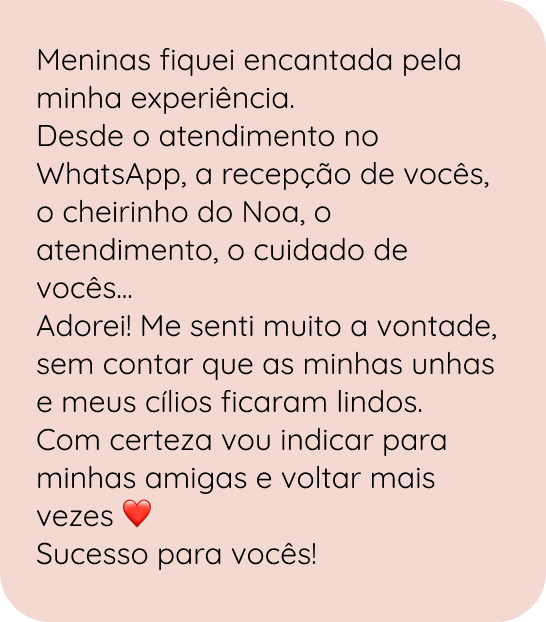 Meninas fiquei encantada pela
minha experiência.
Desde o atendimento no
WhatsApp, a recepção de vocês,
o cheirinho do Noa, o
atendimento, o cuidado de
vocês...
Adorei! Me senti muito a vontade,
sem contar que as minhas unhas
e meus cílios ficaram lindos.
Com certeza vou indicar para
minhas amigas e voltar mais
vezes ❤️
Sucesso para vocês!